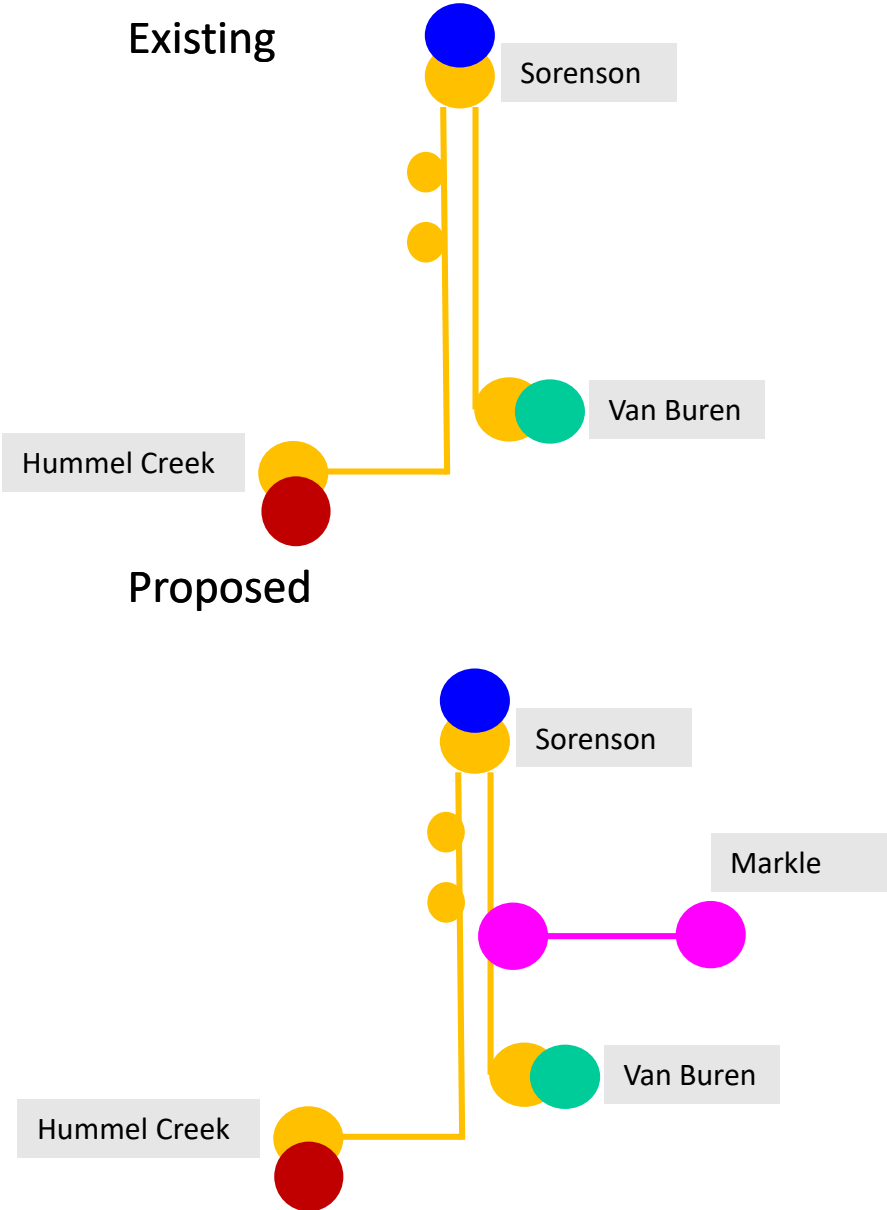 Existing
Sorenson
Van Buren
Hummel Creek
Proposed
Sorenson
Markle
Van Buren
Hummel Creek